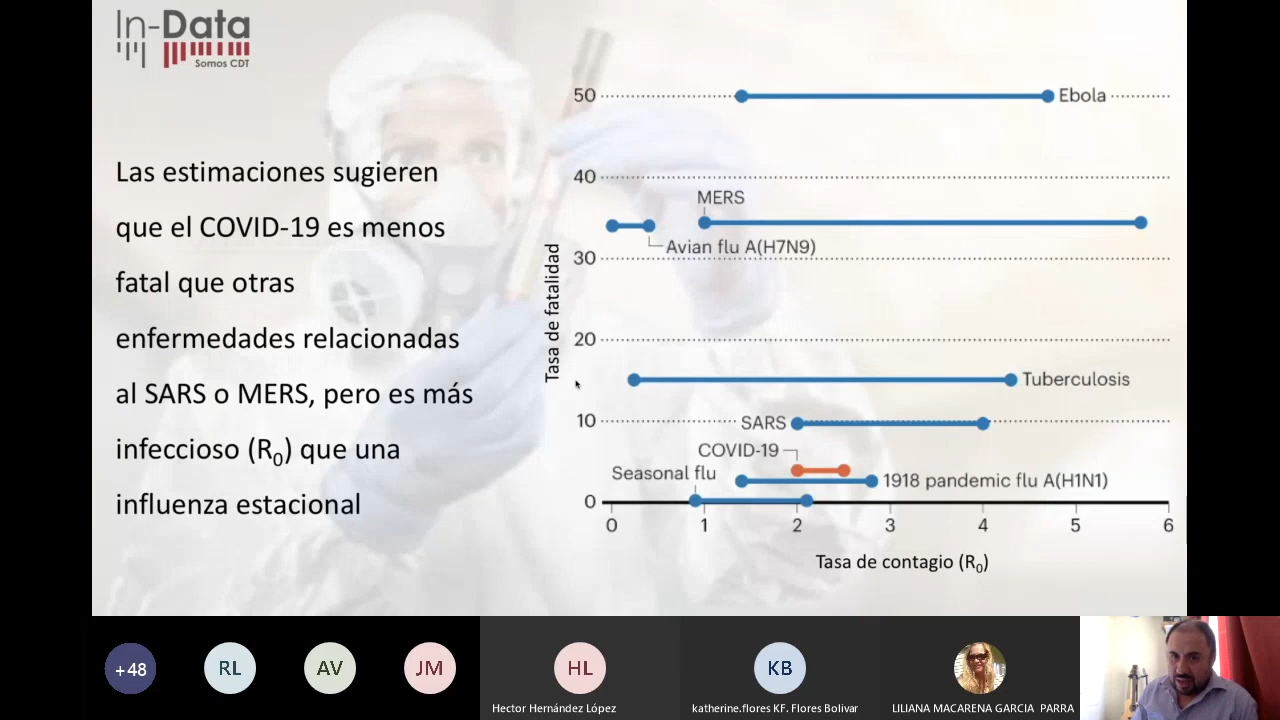 In-Data
Somos CDT
Las estimaciones sugieren
que el COVID-19 es menos
fatal que otras
enfermedades relacionadas
al SARS o MERS, pero es más
infeccioso (R₀) que una
influenza estacional
Tasa de fatalidad
50
Ebola
40
MERS
Avian flu A(H7N9)
30
20
Tuberculosis
10
SARS
COVID-19
Seasonal flu
1918 pandemic flu A(H1N1)
0
0 1 2 3 4 5 6
Tasa de contagio (R₀)
+48
RL
AV
JM
HL
KB
Hector Hernández López
katherine.flores KF. Flores Bolivar
LILIANA MACARENA GARCIA PARRA